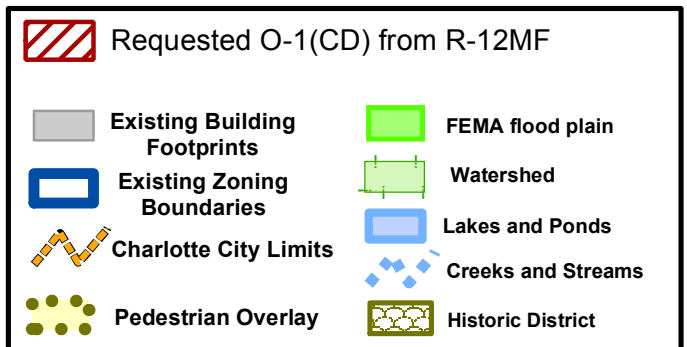 Requested O-1(CD) from R-12MF
Existing Building
Footprints
Existing Zoning
Boundaries
Charlotte City Limits
Pedestrian Overlay
FEMA flood plain
Watershed
Lakes and Ponds
Creeks and Streams
Historic District